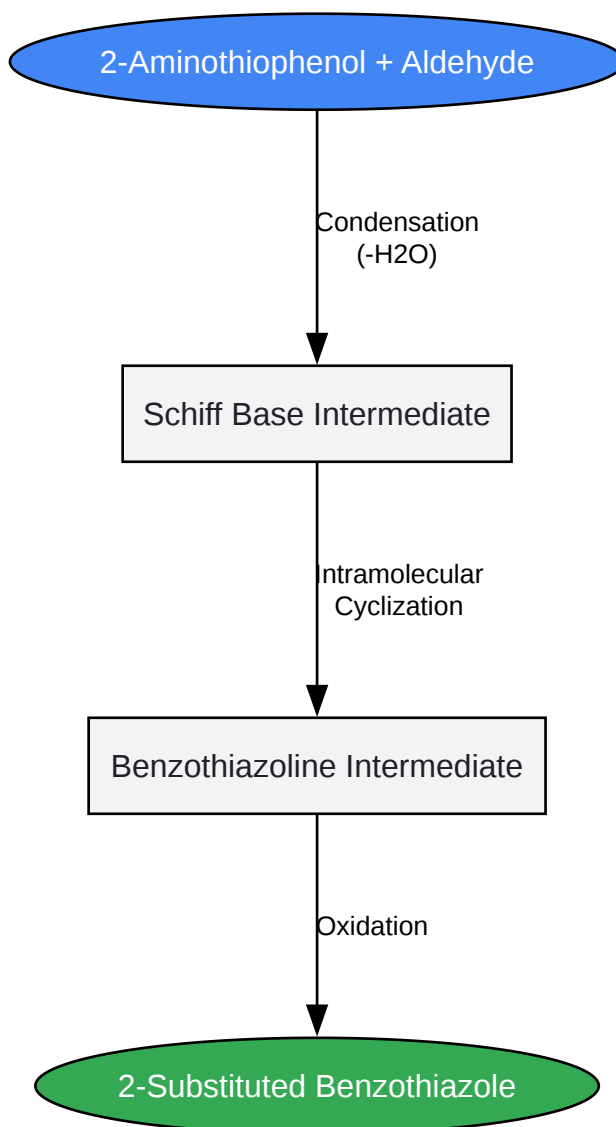 2-Aminothiophenol + Aldehyde
Condensation
(-H2O)
Schiff Base Intermediate
Intramolecular
Cyclization
Benzothiazoline Intermediate
Oxidation
2-Substituted Benzothiazole